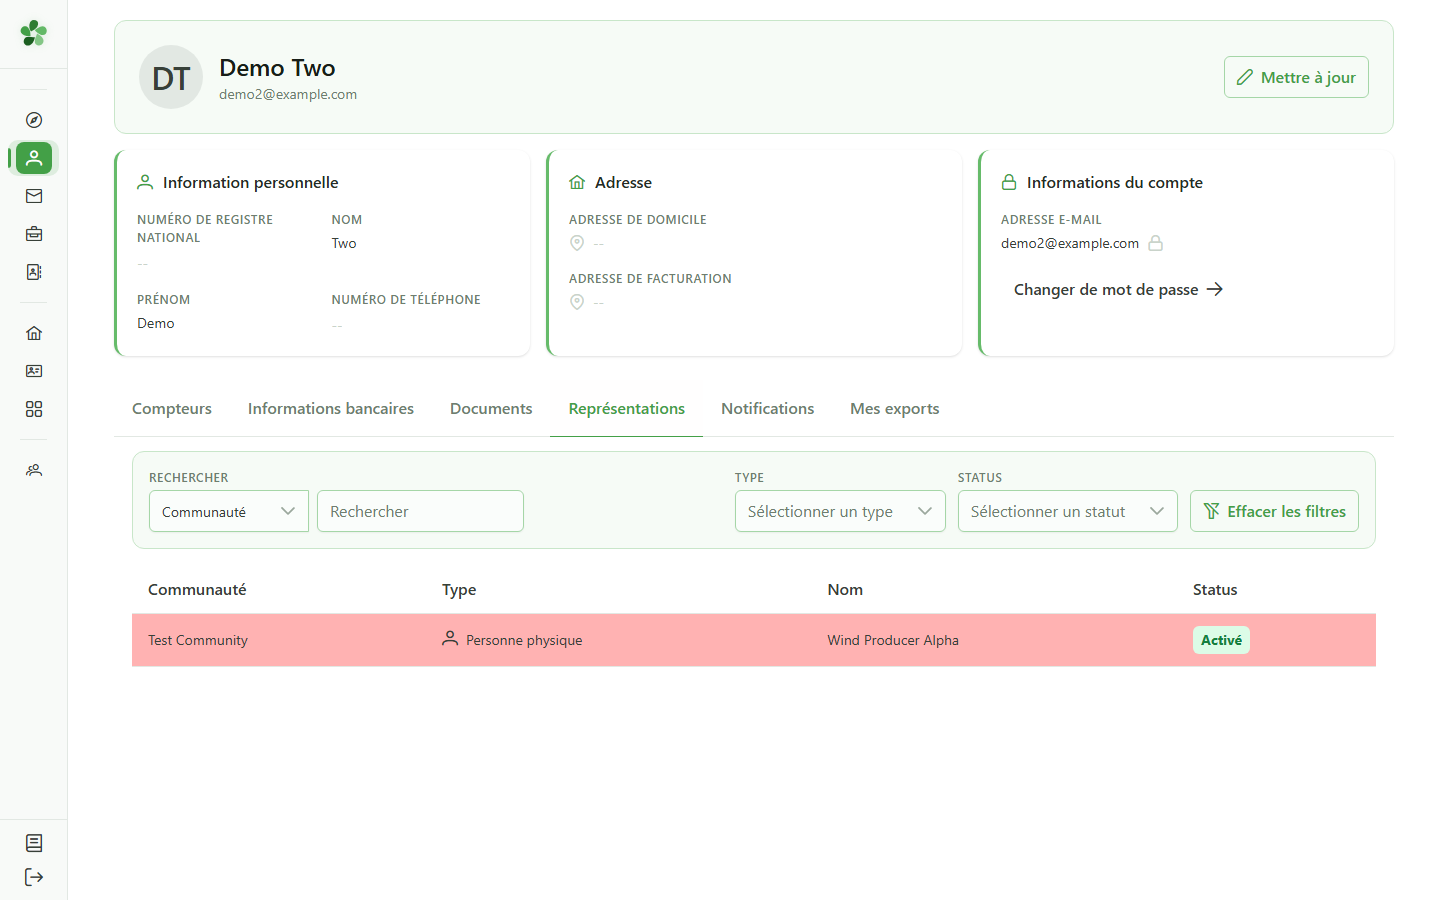 DT
Demo Two
demo2@example.com
Mettre à jour
Information personnelle
NUMÉRO DE REGISTRE
NATIONAL
--
NOM
Two
PRÉNOM
Demo
NUMÉRO DE TÉLÉPHONE
--
Adresse
ADRESSE DE DOMICILE
--
ADRESSE DE FACTURATION
--
Informations du compte
ADRESSE E-MAIL
demo2@example.com
Changer de mot de passe
Compteurs Informations bancaires Documents Représentations Notifications Mes exports
RECHERCHER TYPE STATUS
Communauté Rechercher Sélectionner un type Sélectionner un statut Effacer les filtres
Communauté Type Nom Status
Test Community Personne physique Wind Producer Alpha Activé